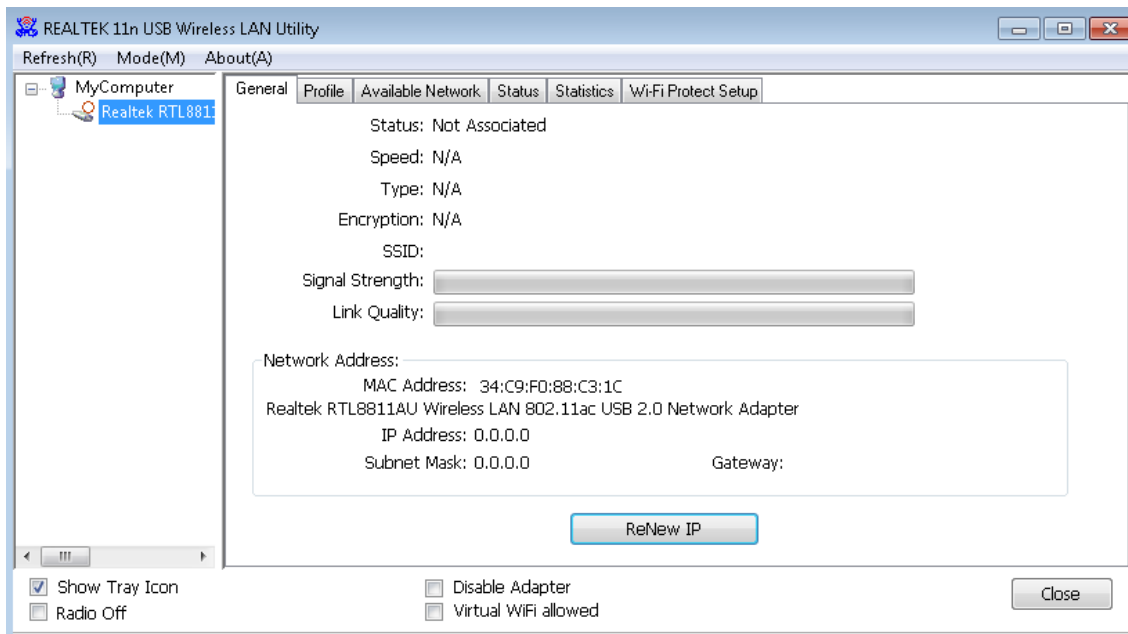 REALTEK 11n USB Wireless LAN Utility
Refresh(R) Mode(M) About(A)
MyComputer
Realtek RTL8811
General Profile Available Network Status Statistics Wi-Fi Protect Setup
Status: Not Associated
Speed: N/A
Type: N/A
Encryption: N/A
SSID:
Signal Strength:
Link Quality:
Network Address:
MAC Address: 34:C9:F0:88:C3:1C
Realtek RTL8811AU Wireless LAN 802.11ac USB 2.0 Network Adapter
IP Address: 0.0.0.0
Subnet Mask: 0.0.0.0 Gateway:
ReNew IP
Show Tray Icon Disable Adapter
Radio Off Virtual WiFi allowed
Close